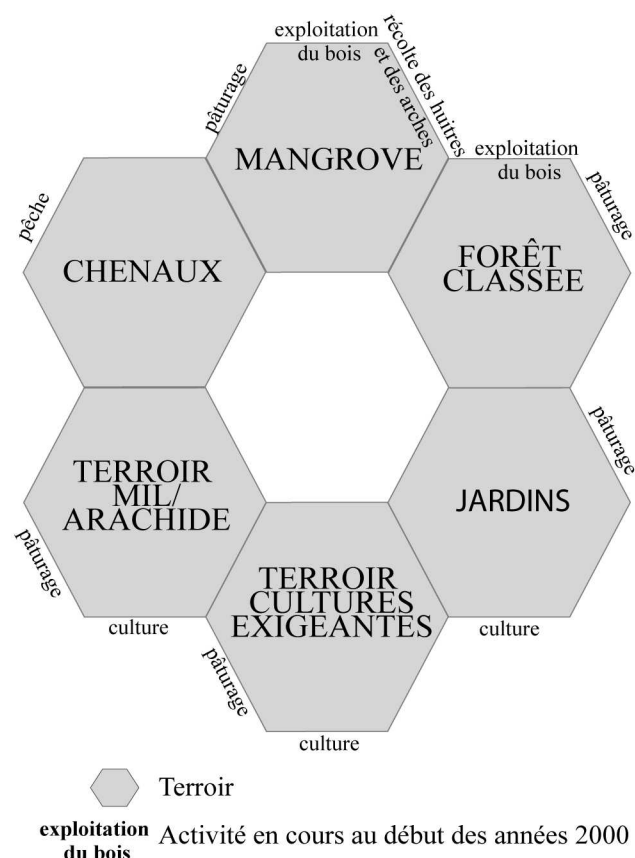 exploitation
du bois
récolte des huitres
et des arches
pâturage
MANGROVE
exploitation
du bois
pâturage
pêche
CHENAUX
FORÊT
CLASSÉE
pâturage
TERROIR
MIL/
ARACHIDE
JARDINS
pâturage
culture
TERROIR
CULTURES
EXIGEANTES
culture
pâturage
culture
Terroir
exploitation
du bois
Activité en cours au début des années 2000